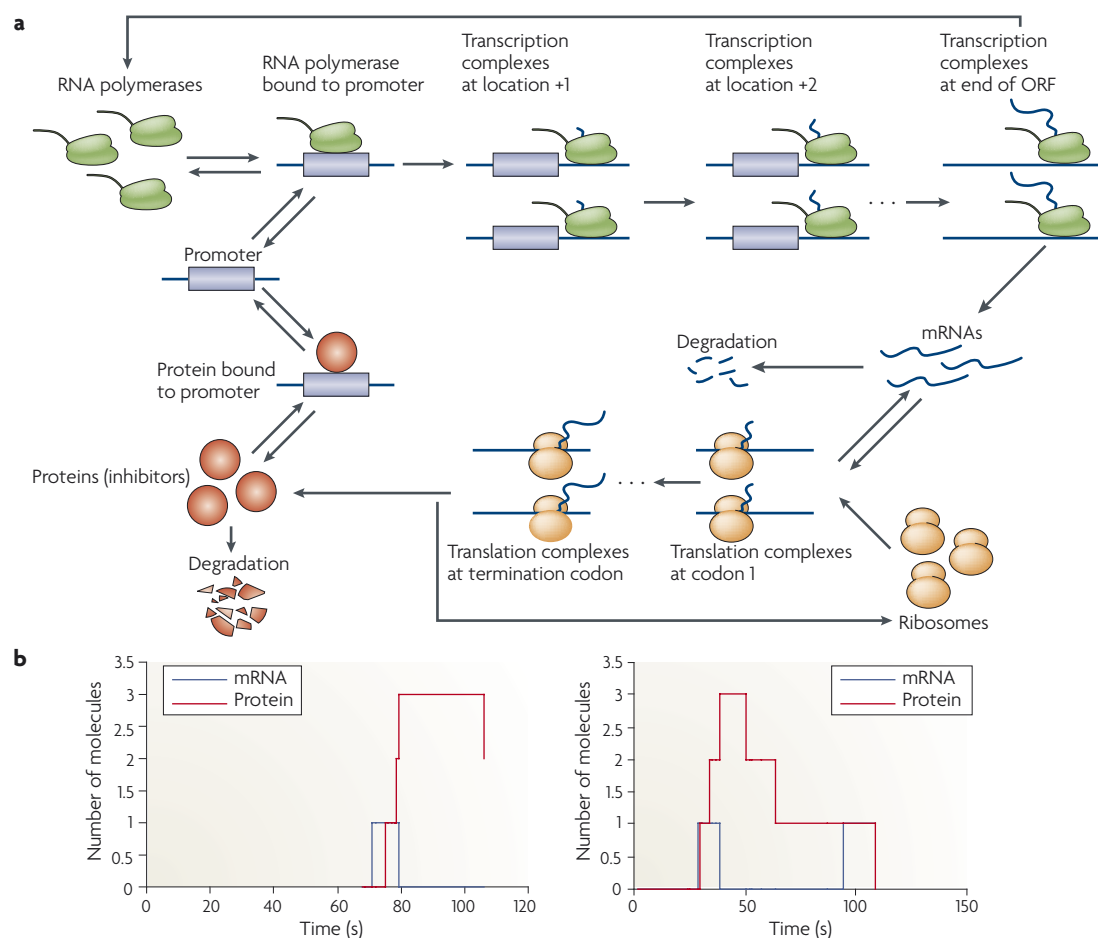 a
RNA polymerases
RNA polymerase
bound to promoter
Transcription
complexes
at location +1
Transcription
complexes
at location +2
Transcription
complexes
at end of ORF
. . .
Promoter
Protein bound
to promoter
Proteins (inhibitors)
Degradation
mRNAs
Degradation
. . .
Translation complexes
at termination codon
Translation complexes
at codon 1
Ribosomes
b
Number of molecules
3.5
3
2.5
2
1.5
1
0.5
0
mRNA
Protein
0
20
40
60
80
100
120
Time (s)
Number of molecules
3.5
3
2.5
2
1.5
1
0.5
0
mRNA
Protein
0
50
100
150
Time (s)